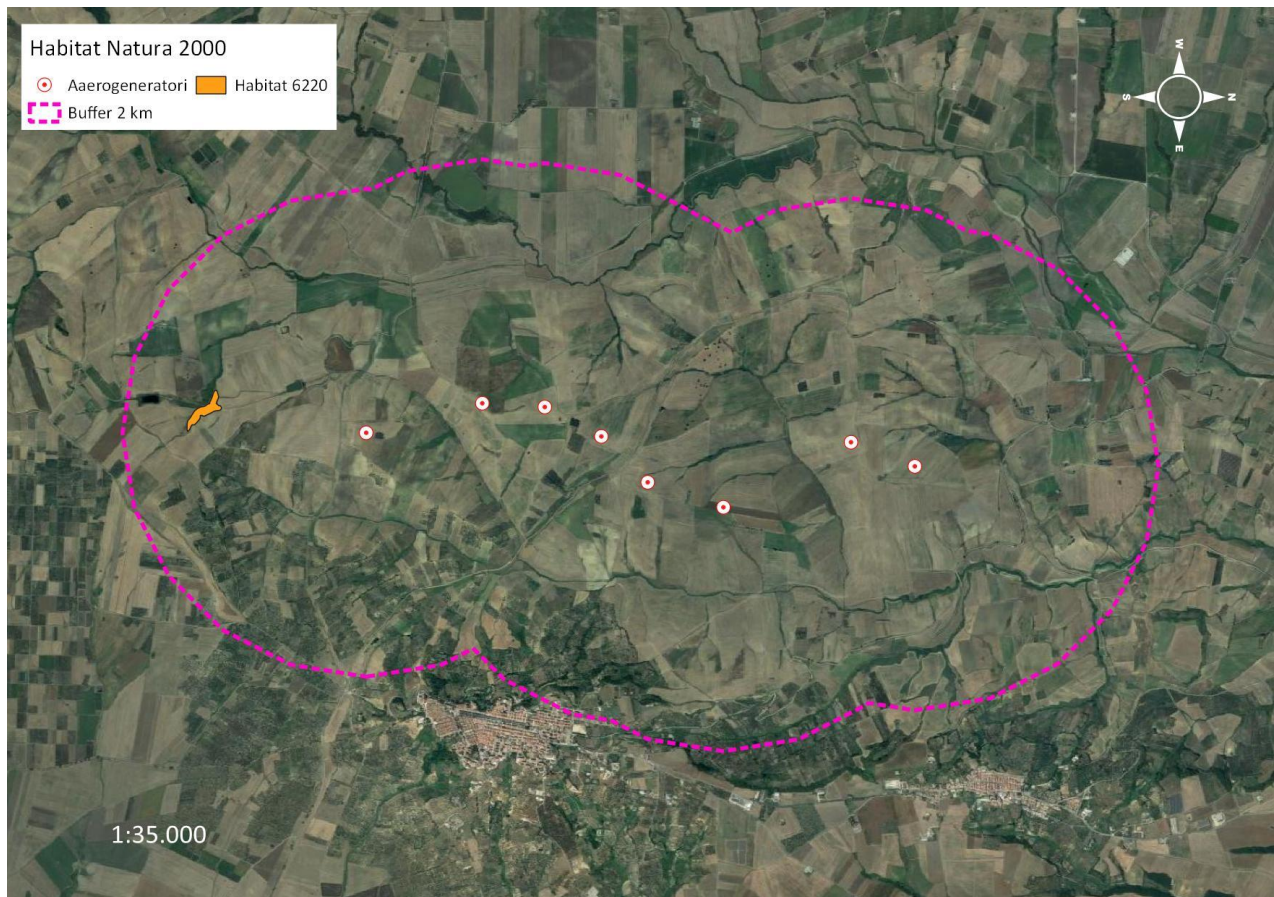 Habitat Natura 2000
Aaerogeneratori Habitat 6220
Buffer 2 km
W
S N
E
1:35.000